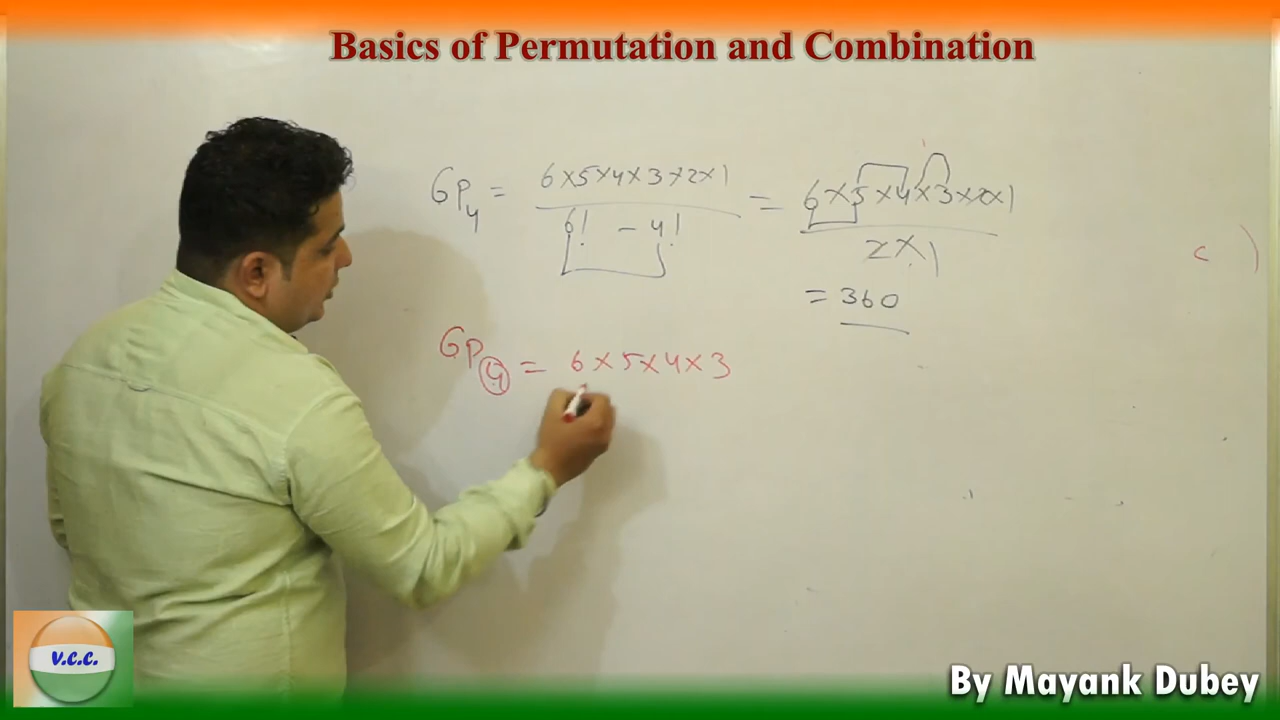 Basics of Permutation and Combination
6P4 = 6×5×4×3×2×1 / 6! - 4! = 6×5×4×3×2×1 / 2×1
= 360
6P4 = 6×5×4×3
V.C.C.
By Mayank Dubey